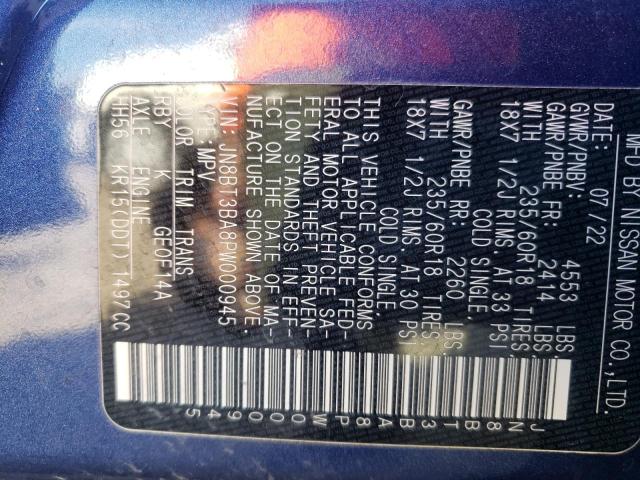 MFD BY NISSAN MOTOR CO.,LTD.
DATE: 07/22
GVWR/PNBV: 4553 LBS.
GAWR/PNBE FR: 2414 LBS.
WITH 235/60R18 TIRES.
18X7 1/2J RIMS. AT 33 PSI
COLD SINGLE.
GAWR/PNBE RR: 2260 LBS.
WITH 235/60R18 TIRES.
18X7 1/2J RIMS. AT 30 PSI
COLD SINGLE.
THIS VEHICLE CONFORMS
TO ALL APPLICABLE FED-
ERAL MOTOR VEHICLE SA-
FETY AND THEFT PREVEN-
TION STANDARDS IN EFF-
ECT ON THE DATE OF MA-
NUFACTURE SHOWN ABOVE.
VIN: JN8BT3BA8PW000945
TYPE: MPV
COLOR TRIM TRANS
RBY K GE0F14A
AXLE ENGINE
HH56 KR15(DDT) 1497CC
JN8BT3BA8PW000945